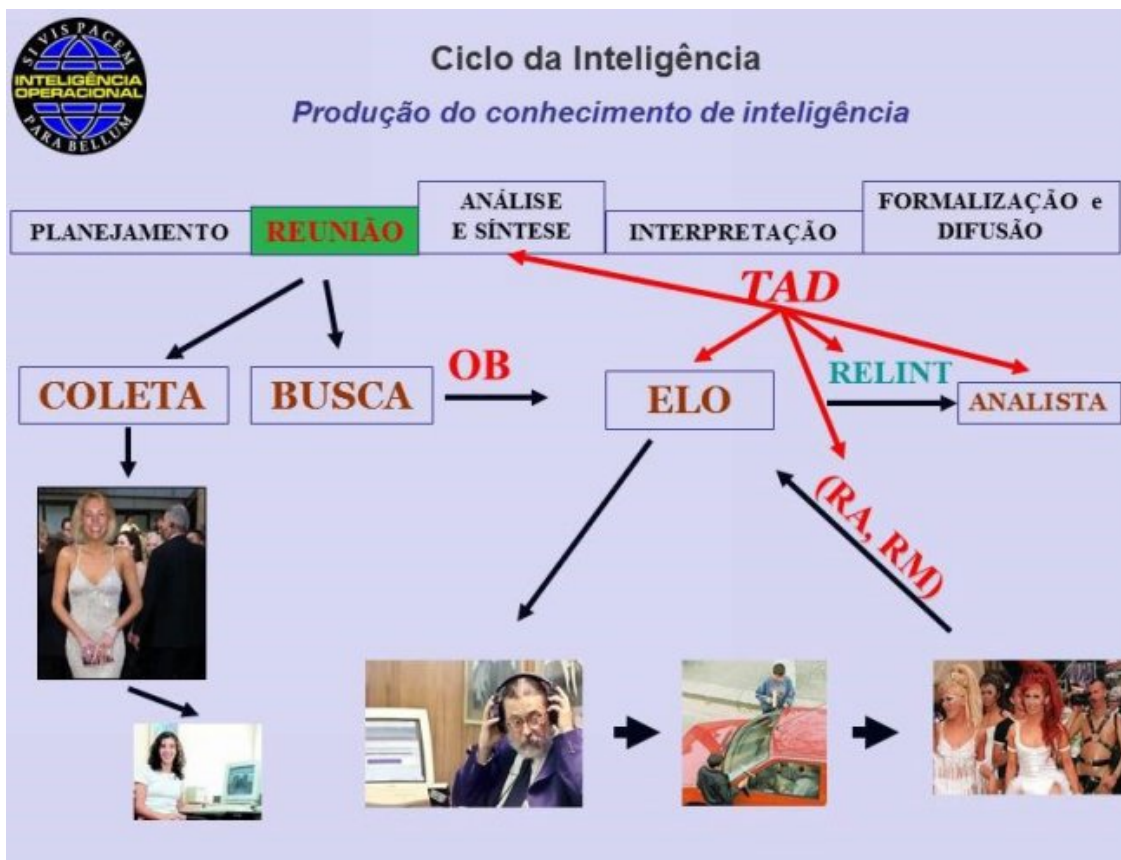 SI VIS PACEM
INTELIGÊNCIA
OPERACIONAL
PARA BELLUM
Ciclo da Inteligência
Produção do conhecimento de inteligência
PLANEJAMENTO
REUNIÃO
ANÁLISE
E SÍNTESE
INTERPRETAÇÃO
FORMALIZAÇÃO e
DIFUSÃO
TAD
COLETA
BUSCA
OB
ELO
RELINT
ANALISTA
(RA, RM)